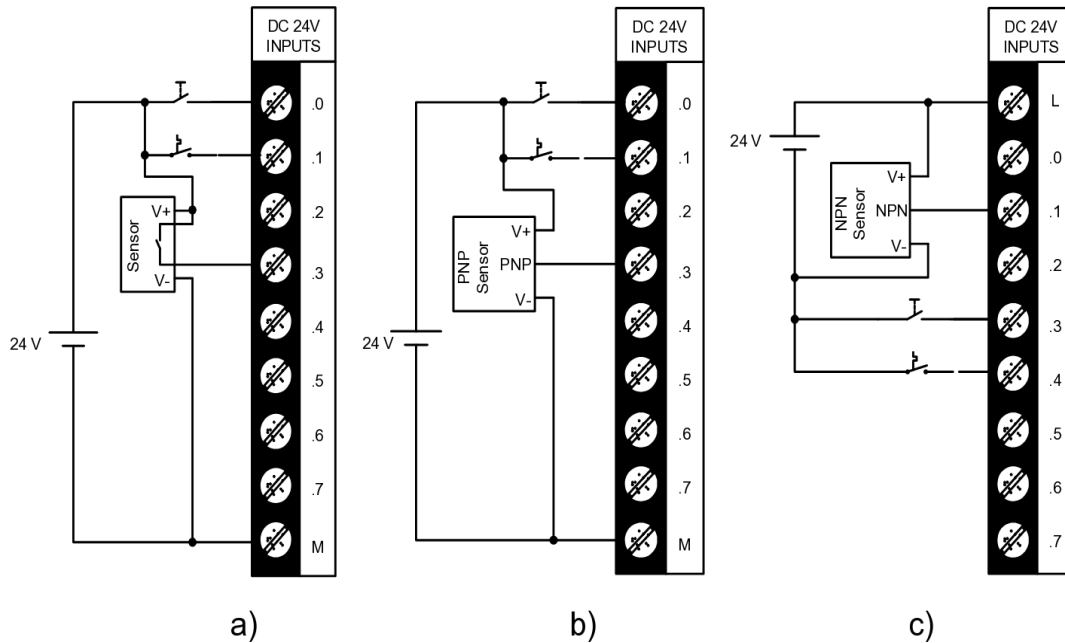 DC 24V
INPUTS
.0
.1
.2
.3
.4
.5
.6
.7
M
V+
Sensor
V-
24 V
a)
DC 24V
INPUTS
.0
.1
.2
.3
.4
.5
.6
.7
M
V+
PNP
Sensor
PNP
V-
24 V
b)
DC 24V
INPUTS
L
.0
.1
.2
.3
.4
.5
.6
.7
24 V
V+
NPN
Sensor
NPN
V-
c)